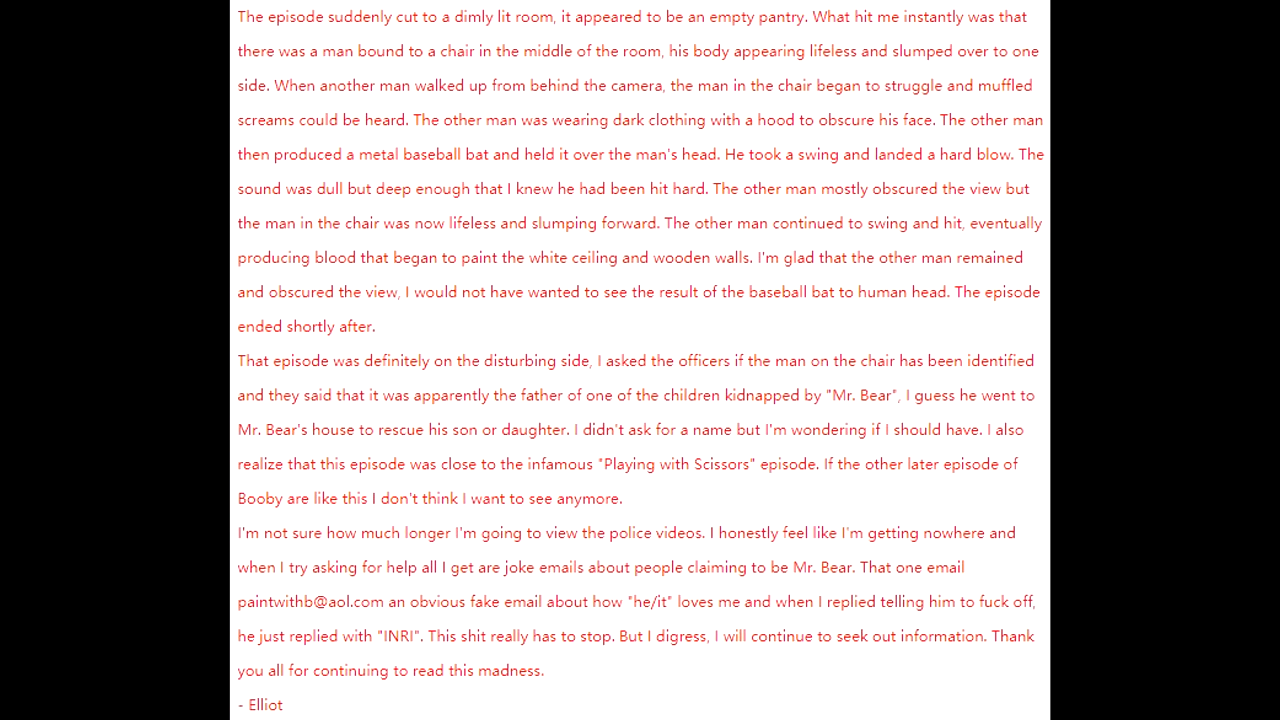 The episode suddenly cut to a dimly lit room, it appeared to be an empty pantry. What hit me instantly was that
there was a man bound to a chair in the middle of the room, his body appearing lifeless and slumped over to one
side. When another man walked up from behind the camera, the man in the chair began to struggle and muffled
screams could be heard. The other man was wearing dark clothing with a hood to obscure his face. The other man
then produced a metal baseball bat and held it over the man's head. He took a swing and landed a hard blow. The
sound was dull but deep enough that I knew he had been hit hard. The other man mostly obscured the view but
the man in the chair was now lifeless and slumping forward. The other man continued to swing and hit, eventually
producing blood that began to paint the white ceiling and wooden walls. I'm glad that the other man remained
and obscured the view, I would not have wanted to see the result of the baseball bat to human head. The episode
ended shortly after.
That episode was definitely on the disturbing side, I asked the officers if the man on the chair has been identified
and they said that it was apparently the father of one of the children kidnapped by "Mr. Bear", I guess he went to
Mr. Bear's house to rescue his son or daughter. I didn't ask for a name but I'm wondering if I should have. I also
realize that this episode was close to the infamous "Playing with Scissors" episode. If the other later episode of
Booby are like this I don't think I want to see anymore.
I'm not sure how much longer I'm going to view the police videos. I honestly feel like I'm getting nowhere and
when I try asking for help all I get are joke emails about people claiming to be Mr. Bear. That one email
paintwithb@aol.com an obvious fake email about how "he/it" loves me and when I replied telling him to fuck off,
he just replied with "INRI". This shit really has to stop. But I digress, I will continue to seek out information. Thank
you all for continuing to read this madness.
- Elliot